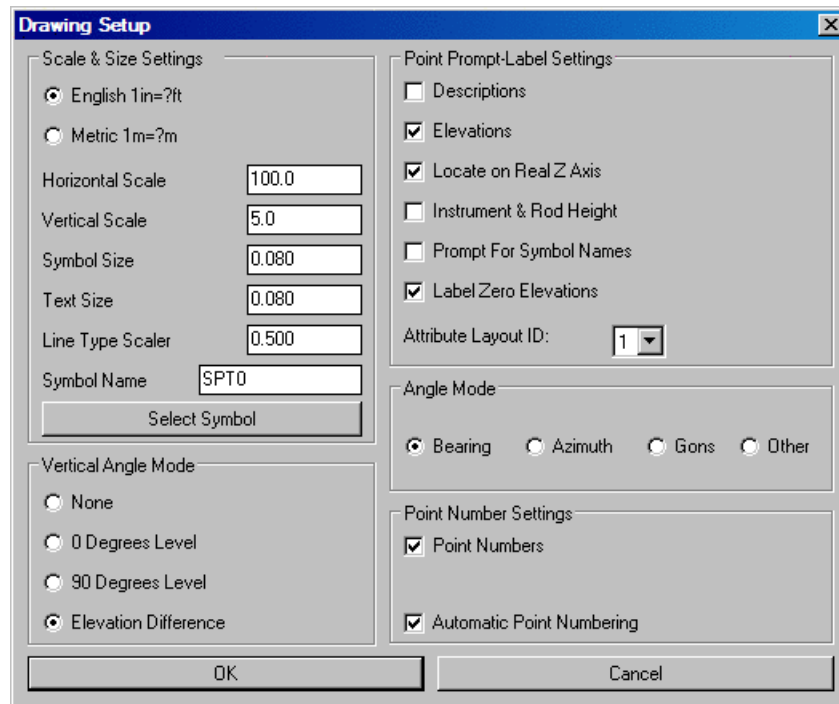 Drawing Setup
Scale & Size Settings
English 1in=?ft
Metric 1m=?m
Horizontal Scale 100.0
Vertical Scale 5.0
Symbol Size 0.080
Text Size 0.080
Line Type Scaler 0.500
Symbol Name SPT0
Select Symbol
Vertical Angle Mode
None
0 Degrees Level
90 Degrees Level
Elevation Difference
Point Prompt-Label Settings
Descriptions
Elevations
Locate on Real Z Axis
Instrument & Rod Height
Prompt For Symbol Names
Label Zero Elevations
Attribute Layout ID: 1
Angle Mode
Bearing Azimuth Gons Other
Point Number Settings
Point Numbers
Automatic Point Numbering
OK Cancel